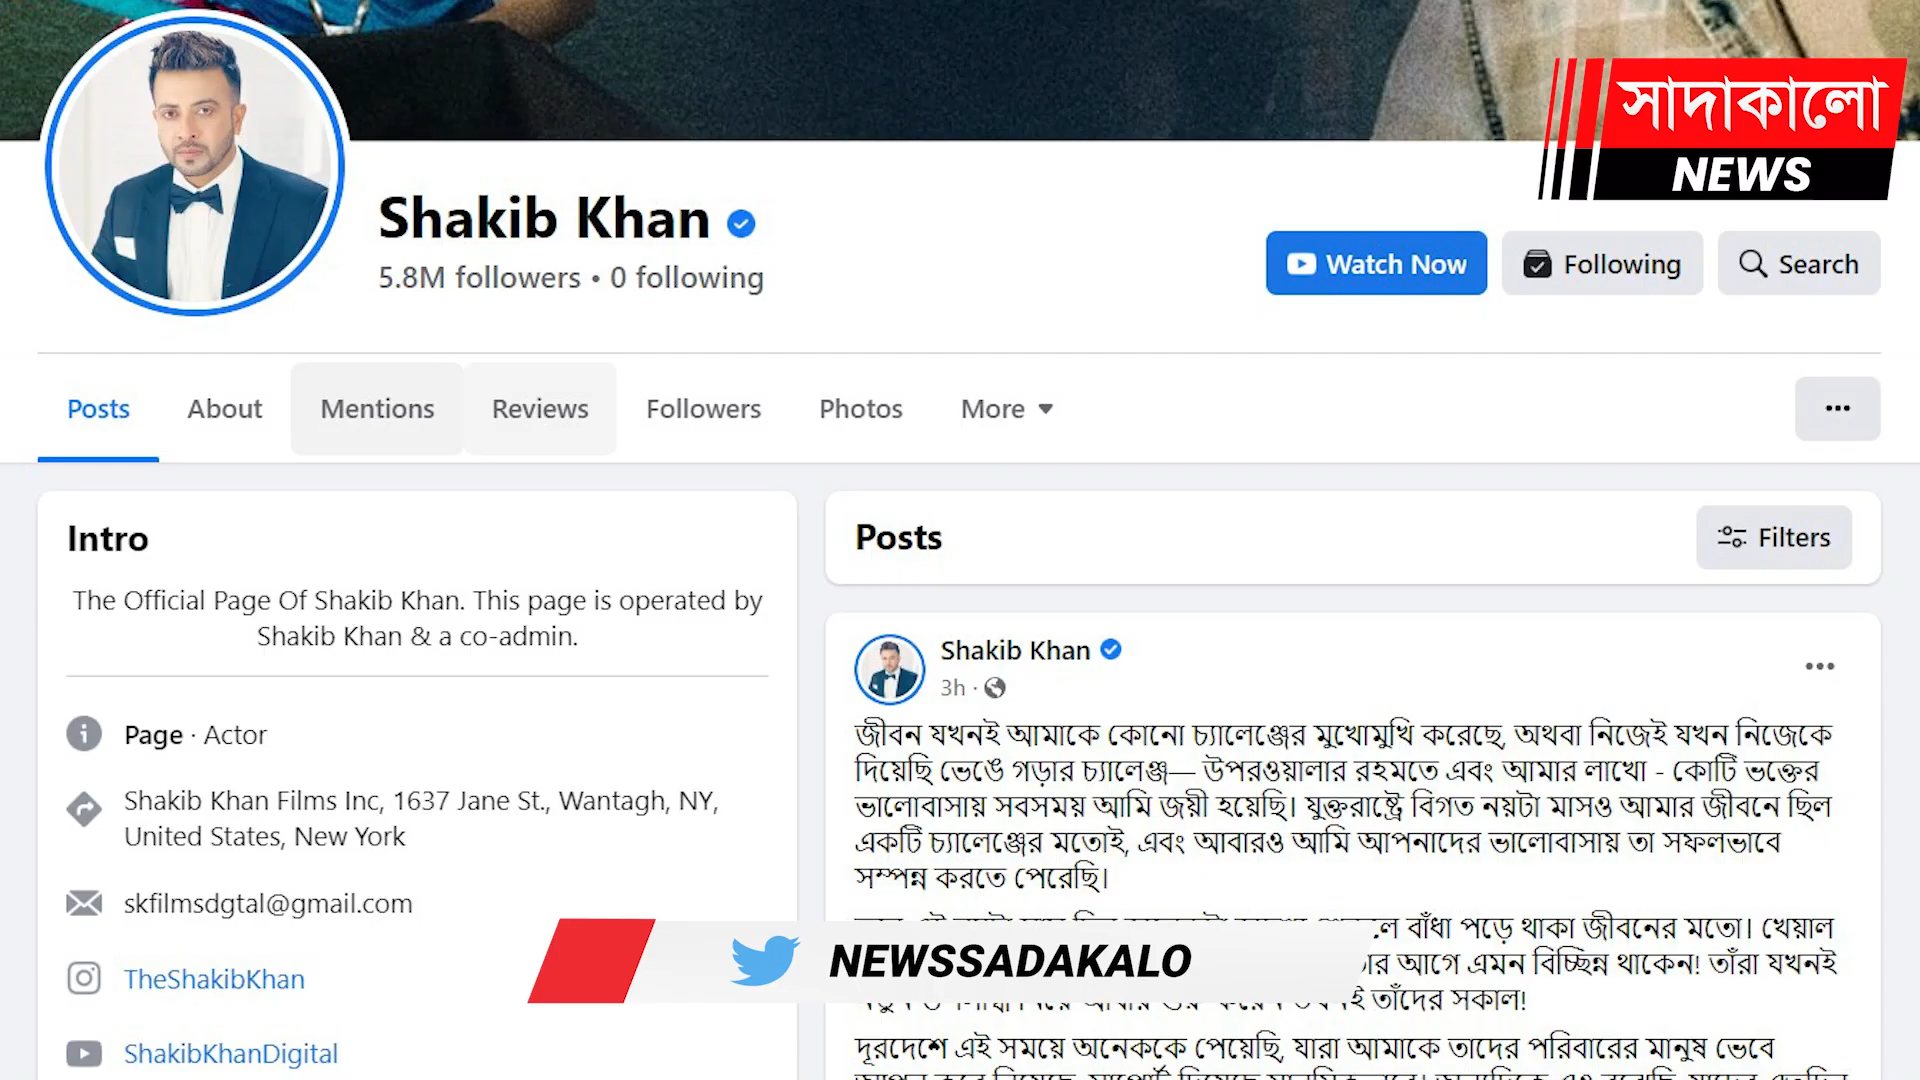 সাদাকালো
NEWS
Shakib Khan
5.8M followers • 0 following
Watch Now
Following
Search
Posts
About
Mentions
Reviews
Followers
Photos
More
Intro
The Official Page Of Shakib Khan. This page is operated by
Shakib Khan & a co-admin.
Page · Actor
Shakib Khan Films Inc, 1637 Jane St., Wantagh, NY,
United States, New York
skfilmsdgtal@gmail.com
TheShakibKhan
ShakibKhanDigital
Posts
Filters
Shakib Khan
3h ·
জীবন যখনই আমাকে কোনো চ্যালেঞ্জের মুখোমুখি করেছে, অথবা নিজেই যখন নিজেকে
দিয়েছি ভেঙে গড়ার চ্যালেঞ্জ— উপরওয়ালার রহমতে এবং আমার লাখো - কোটি ভক্তের
ভালোবাসায় সবসময় আমি জয়ী হয়েছি। যুক্তরাষ্ট্রে বিগত নয়টা মাসও আমার জীবনে ছিল
একটি চ্যালেঞ্জের মতোই, এবং আবারও আমি আপনাদের ভালোবাসায় তা সফলভাবে
সম্পন্ন করতে পেরেছি।
বাঁধা পড়ে থাকা জীবনের মতো। খেয়াল
আগে এমন বিচ্ছিন্ন থাকেন! তাঁরা যখনই
তাঁদের সকাল!
দূরদেশে এই সময়ে অনেককে পেয়েছি, যারা আমাকে তাদের পরিবারের মানুষ ভেবে
NEWSSADAKALO